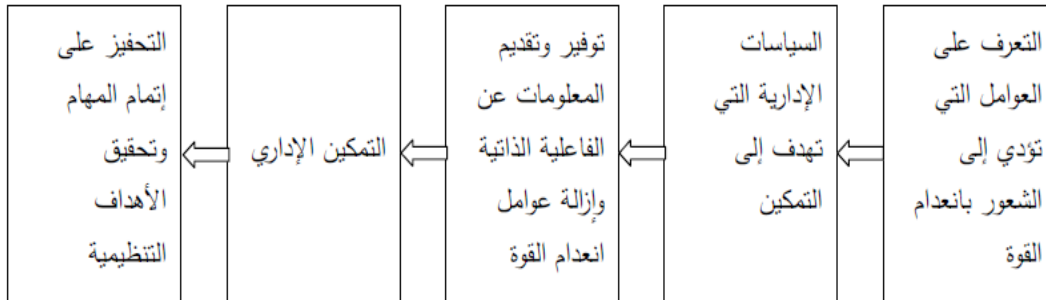 التعرف على
العوامل التي
تؤدي إلى
الشعور بانعدام
القوة
السياسات
الإدارية التي
تهدف إلى
التمكين
توفير وتقديم
المعلومات عن
الفاعلية الذاتية
وإزالة عوامل
انعدام القوة
التمكين الإداري
التحفيز على
إتمام المهام
وتحقيق
الأهداف
التنظيمية